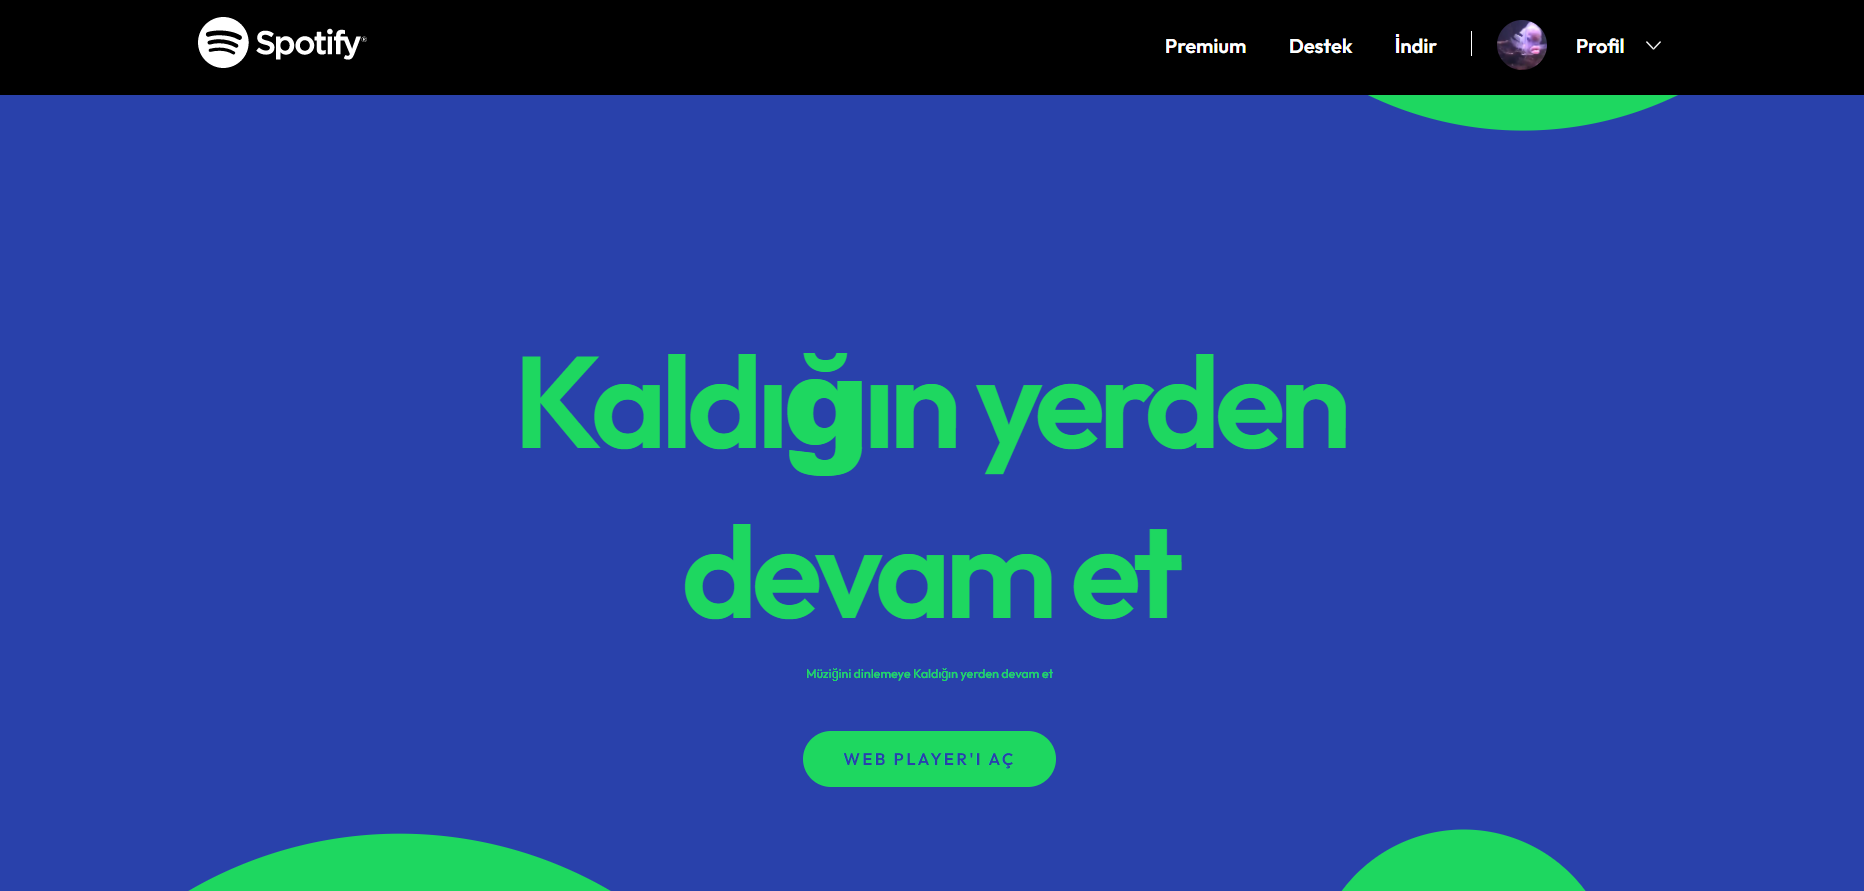 Spotify®
Premium Destek İndir Profil
Kaldığın yerden
devam et
Müziğini dinlemeye Kaldığın yerden devam et
WEB PLAYER'I AÇ